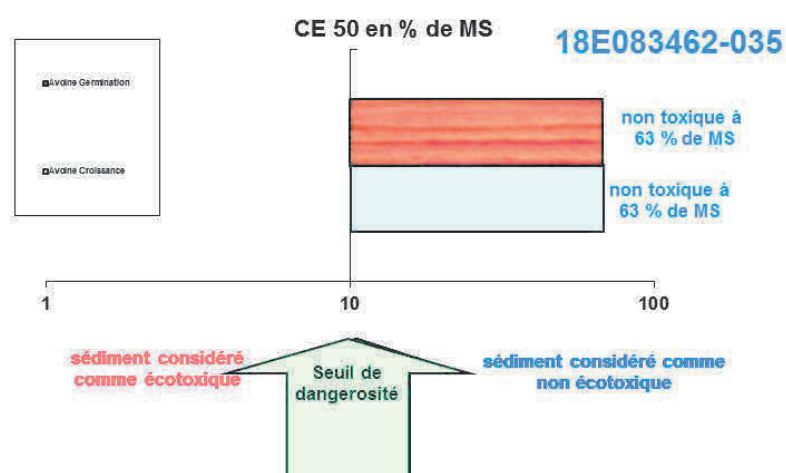 CE 50 en % de MS
18E083462-035
Avoine Germination
Avoine Croissance
non toxique à
63 % de MS
non toxique à
63 % de MS
1
10
100
sédiment considéré
comme écotoxique
Seuil de
dangerosité
sédiment considéré comme
non écotoxique